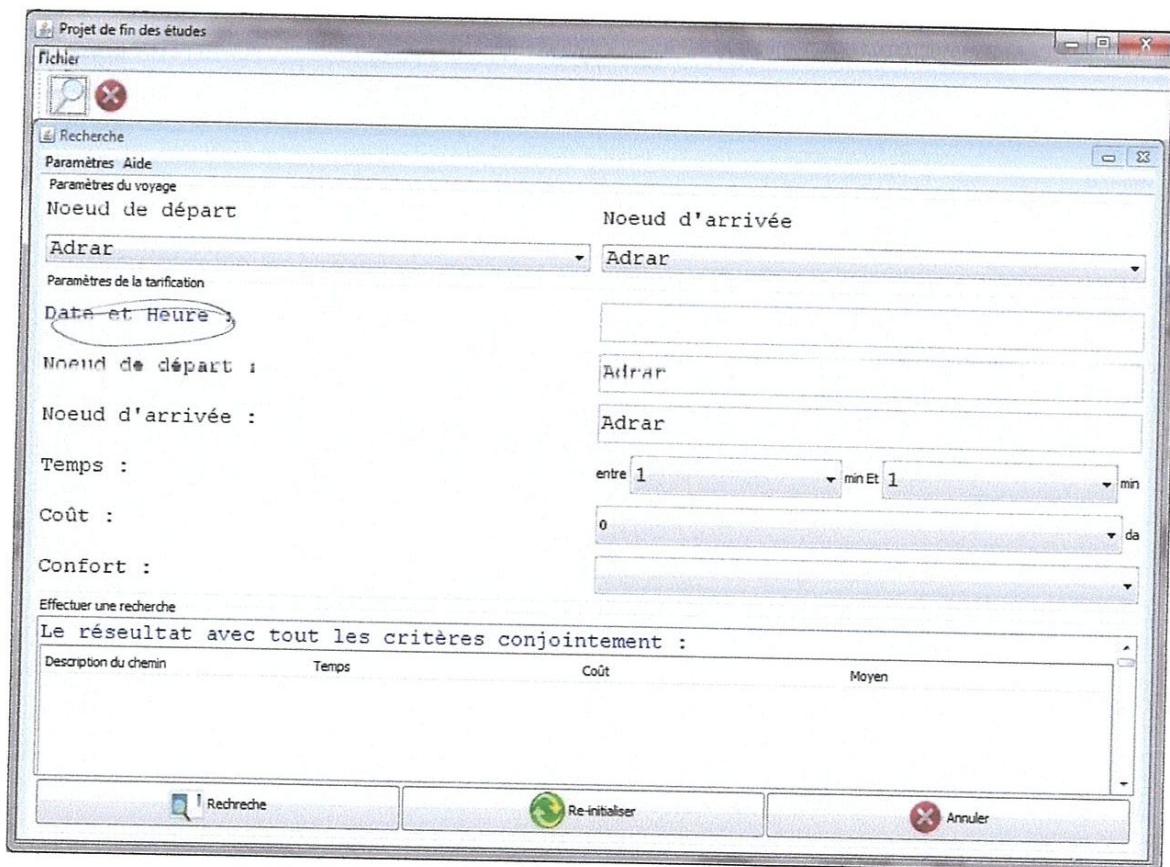 Projet de fin des études
Fichier
Recherche
Paramètres Aide
Paramètres du voyage
Noeud de départ
Noeud d'arrivée
Adrar
Adrar
Paramètres de la tarification
Date et Heure :
Noeud de départ :
Adrar
Noeud d'arrivée :
Adrar
Temps :
entre 1 min Et 1 min
Coût :
0 da
Confort :
Effectuer une recherche
Le réseultat avec tout les critères conjointement :
Description du chemin Temps Coût Moyen
Rechreche Re-initialiser Annuler